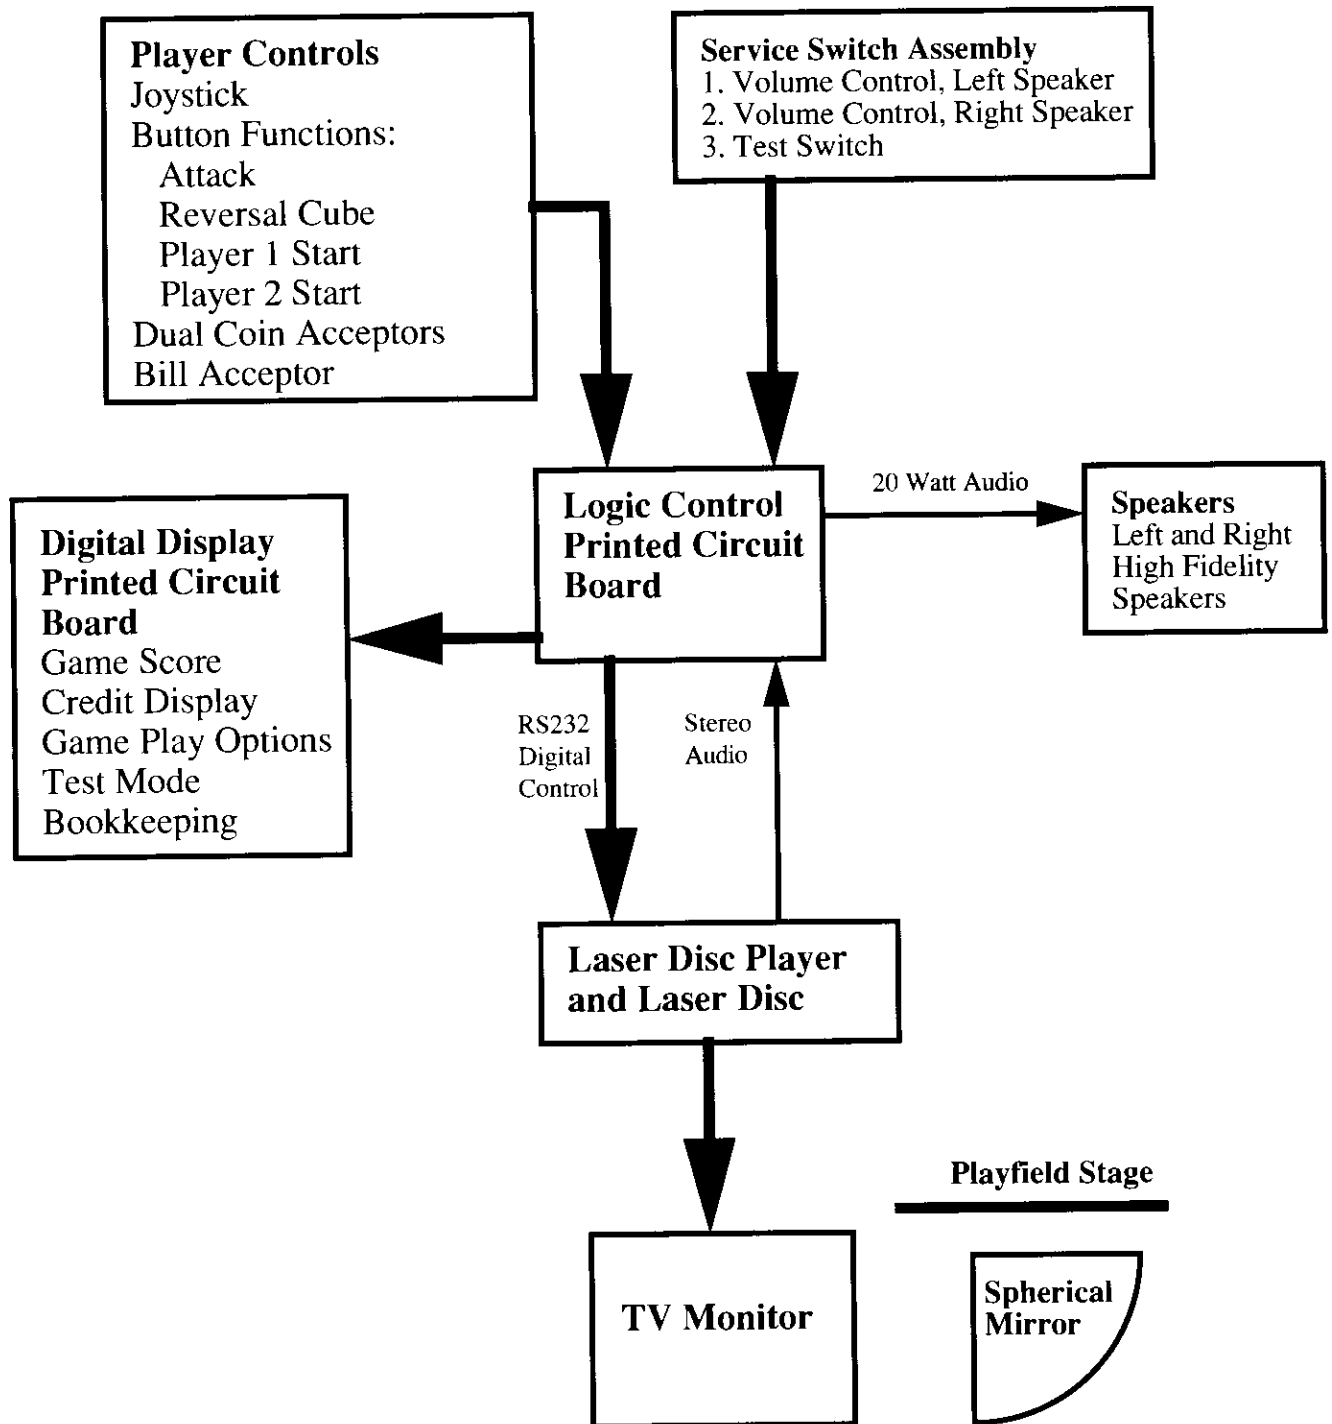 Player Controls
Joystick
Button Functions:
Attack
Reversal Cube
Player 1 Start
Player 2 Start
Dual Coin Acceptors
Bill Acceptor
Service Switch Assembly
1. Volume Control, Left Speaker
2. Volume Control, Right Speaker
3. Test Switch
Logic Control
Printed Circuit
Board
20 Watt Audio
Speakers
Left and Right
High Fidelity
Speakers
Digital Display
Printed Circuit
Board
Game Score
Credit Display
Game Play Options
Test Mode
Bookkeeping
RS232
Digital
Control
Stereo
Audio
Laser Disc Player
and Laser Disc
Playfield Stage
TV Monitor
Spherical
Mirror